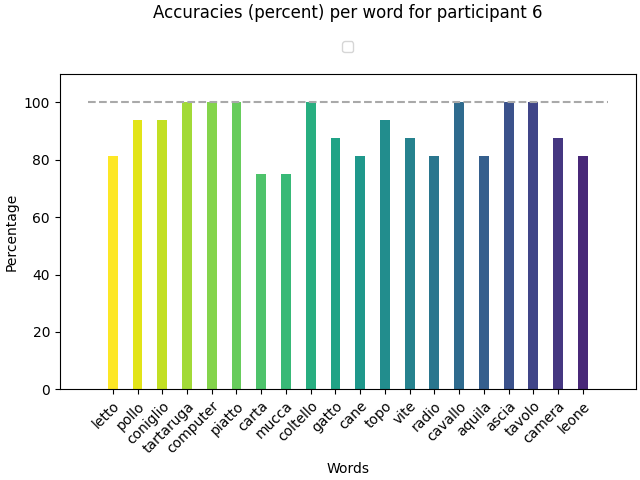 Accuracies (percent) per word for participant 6
100
80
60
40
20
0
Percentage
letto
pollo
coniglio
tartaruga
computer
piatto
carta
mucca
coltello
gatto
cane
topo
vite
radio
cavallo
aquila
ascia
tavolo
camera
leone
Words